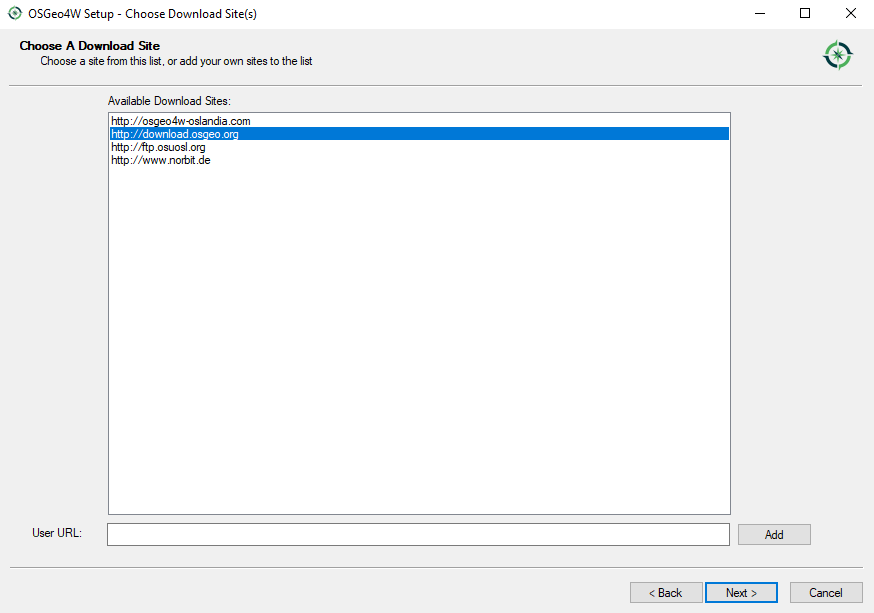 OSGeo4W Setup - Choose Download Site(s)
Choose A Download Site
Choose a site from this list, or add your own sites to the list
Available Download Sites:
http://osgeo4w-oslandia.com
http://download.osgeo.org
http://ftp.osuosl.org
http://www.norbit.de
User URL:
Add
< Back
Next >
Cancel